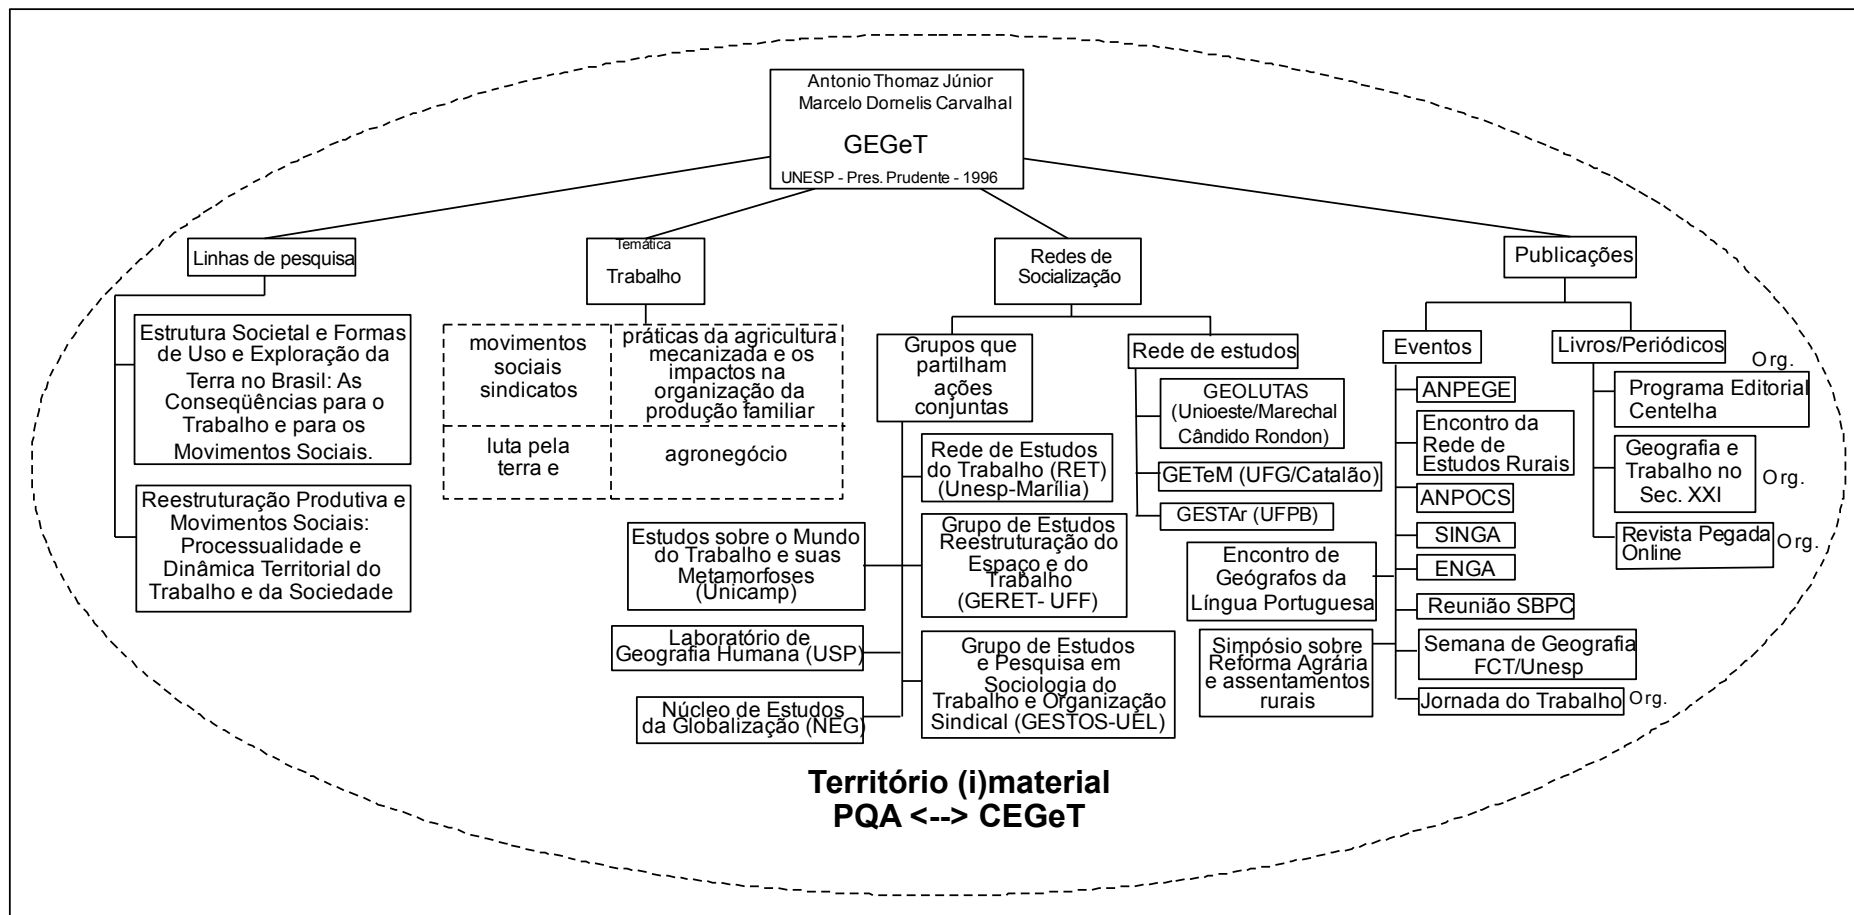 Antonio Thomaz Júnior
Marcelo Dornelis Carvalhal
GEGeT
UNESP - Pres. Prudente - 1996
Linhas de pesquisa
Estrutura Societal e Formas
de Uso e Exploração da
Terra no Brasil: As
Conseqüências para o
Trabalho e para os
Movimentos Sociais.
Reestruturação Produtiva e
Movimentos Sociais:
Processualidade e
Dinâmica Territorial do
Trabalho e da Sociedade
Temática
Trabalho
movimentos
sociais
sindicatos
práticas da agricultura
mecanizada e os
impactos na
organização da
produção familiar
luta pela
terra e
agronegócio
Redes de
Socialização
Grupos que
partilham
ações
conjuntas
Rede de Estudos
do Trabalho (RET)
(Unesp-Marília)
Estudos sobre o Mundo
do Trabalho e suas
Metamorfoses
(Unicamp)
Grupo de Estudos
Reestruturação do
Espaço e do
Trabalho
(GERET- UFF)
Laboratório de
Geografia Humana (USP)
Grupo de Estudos
e Pesquisa em
Sociologia do
Trabalho e Organização
Sindical (GESTOS-UEL)
Núcleo de Estudos
da Globalização (NEG)
Rede de estudos
GEOLUTAS
(Unioeste/Marechal
Cândido Rondon)
GETeM (UFG/Catalão)
GESTAr (UFPB)
Publicações
Eventos
ANPEGE
Encontro da
Rede de
Estudos Rurais
ANPOCS
SINGA
ENGA
Encontro de
Geógrafos da
Língua Portuguesa
Reunião SBPC
Simpósio sobre
Reforma Agrária
e assentamentos
rurais
Semana de Geografia
FCT/Unesp
Jornada do Trabalho Org.
Livros/Periódicos
Org.
Programa Editorial
Centelha
Geografia e
Trabalho no
Sec. XXI
Org.
Revista Pegada
Online
Org.
Território (i)material
PQA <--> CEGeT